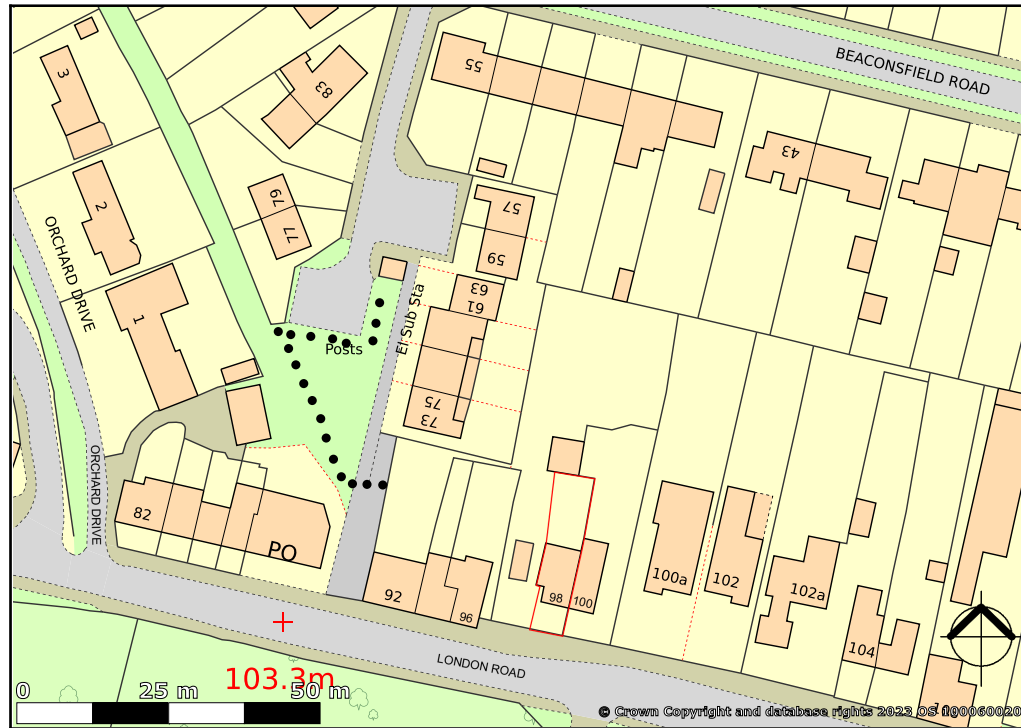 BEACONSFIELD ROAD
55
3
83
43
2
79
77
57
59
63
61
ORCHARD DRIVE
1
El Sub Sta
Posts
75
73
ORCHARD DRIVE
82
PO
100a
102
102a
92
96
98
100
104
LONDON ROAD
103.3m
0
25 m
50 m
© Crown Copyright and database rights 2023 OS 100060020